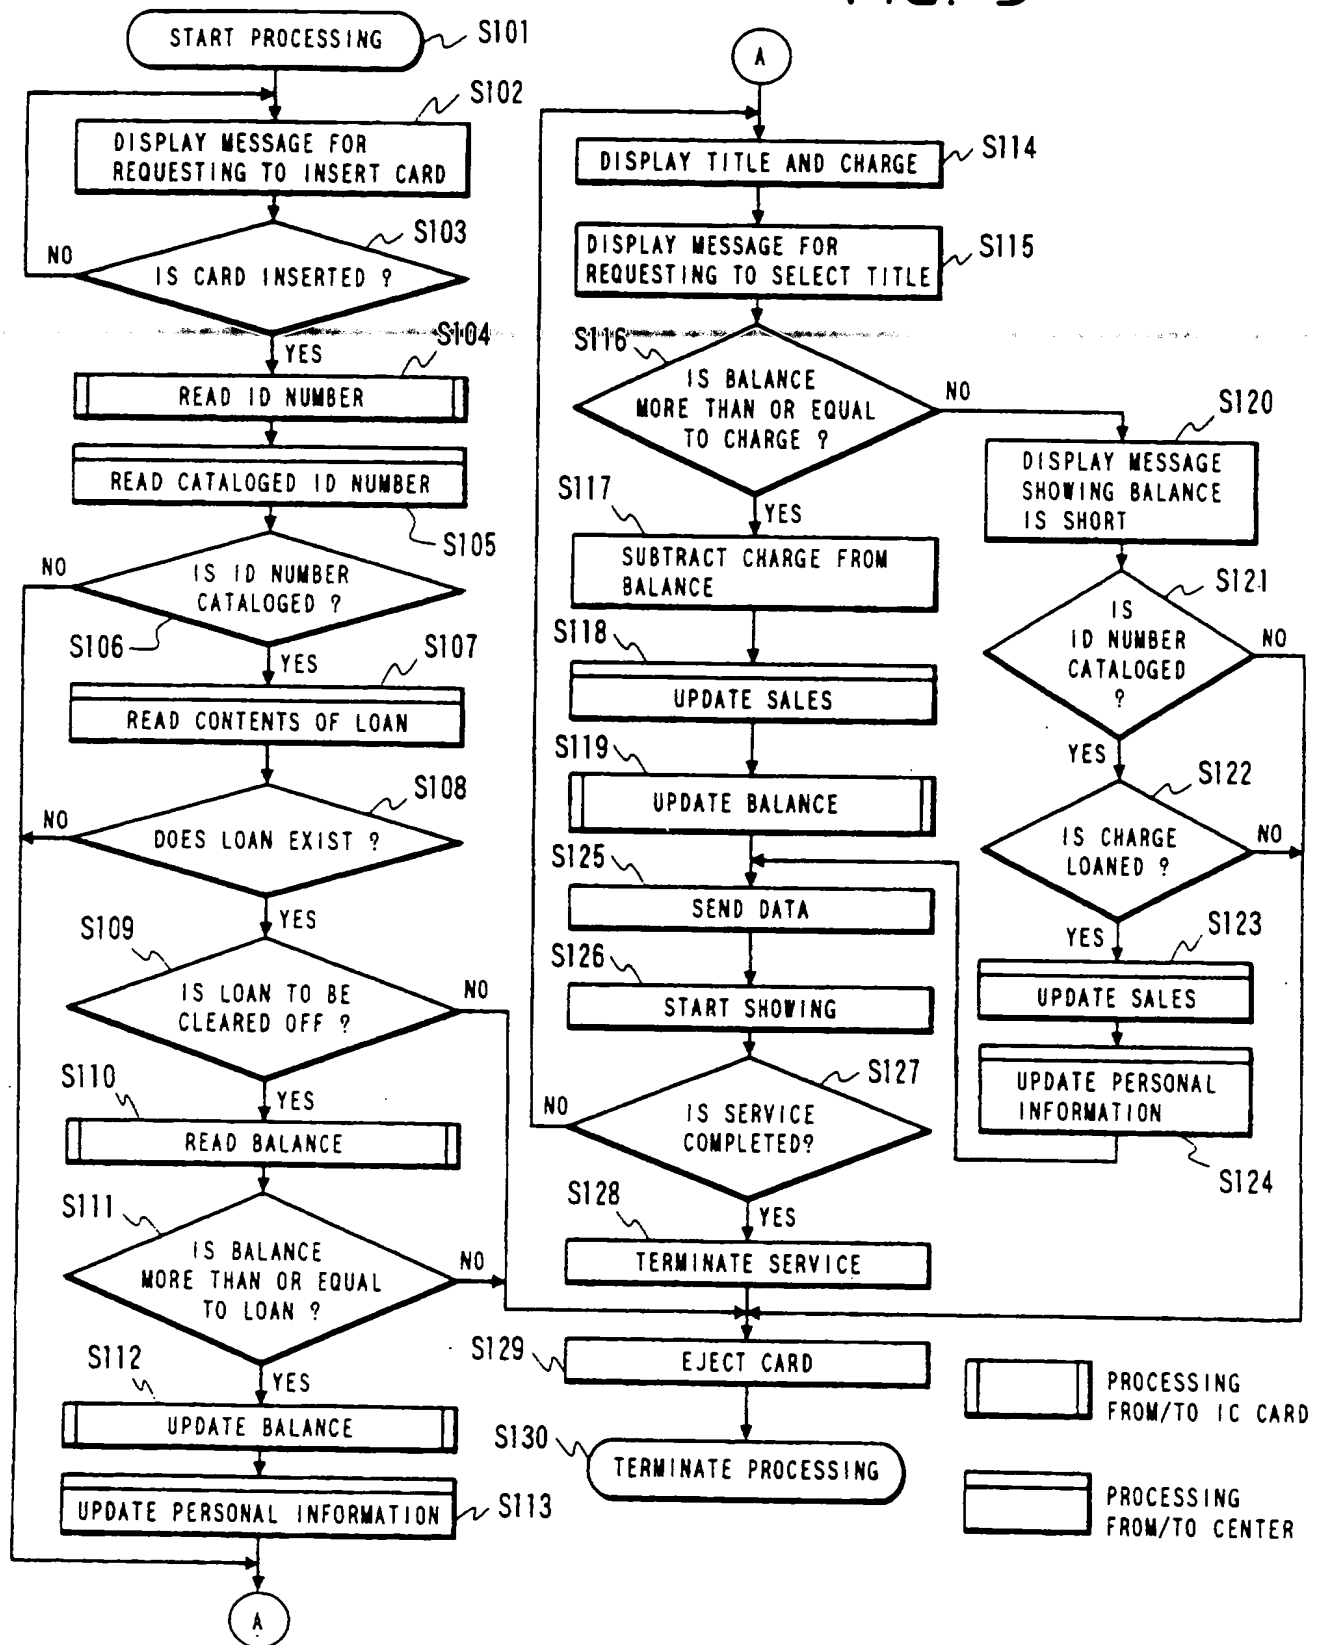 START PROCESSING
S101
S102
DISPLAY MESSAGE FOR
REQUESTING TO INSERT CARD
S103
NO
IS CARD INSERTED ?
YES
S104
READ ID NUMBER
READ CATALOGED ID NUMBER
S105
NO
IS ID NUMBER
CATALOGED ?
S106
YES
S107
READ CONTENTS OF LOAN
S108
NO
DOES LOAN EXIST ?
YES
S109
IS LOAN TO BE
CLEARED OFF ?
NO
S110
YES
READ BALANCE
S111
IS BALANCE
MORE THAN OR EQUAL
TO LOAN ?
NO
S112
YES
UPDATE BALANCE
UPDATE PERSONAL INFORMATION
S113
A
A
DISPLAY TITLE AND CHARGE
S114
DISPLAY MESSAGE FOR
REQUESTING TO SELECT TITLE
S115
S116
IS BALANCE
MORE THAN OR EQUAL
TO CHARGE ?
NO
S117
YES
SUBTRACT CHARGE FROM
BALANCE
S118
UPDATE SALES
S119
UPDATE BALANCE
S125
SEND DATA
S126
START SHOWING
S127
NO
IS SERVICE
COMPLETED?
S128
YES
TERMINATE SERVICE
S129
EJECT CARD
S130
TERMINATE PROCESSING
S120
DISPLAY MESSAGE
SHOWING BALANCE
IS SHORT
S121
IS
ID NUMBER
CATALOGED
?
NO
YES
S122
IS CHARGE
LOANED ?
NO
YES
S123
UPDATE SALES
UPDATE PERSONAL
INFORMATION
S124
PROCESSING
FROM/TO IC CARD
PROCESSING
FROM/TO CENTER